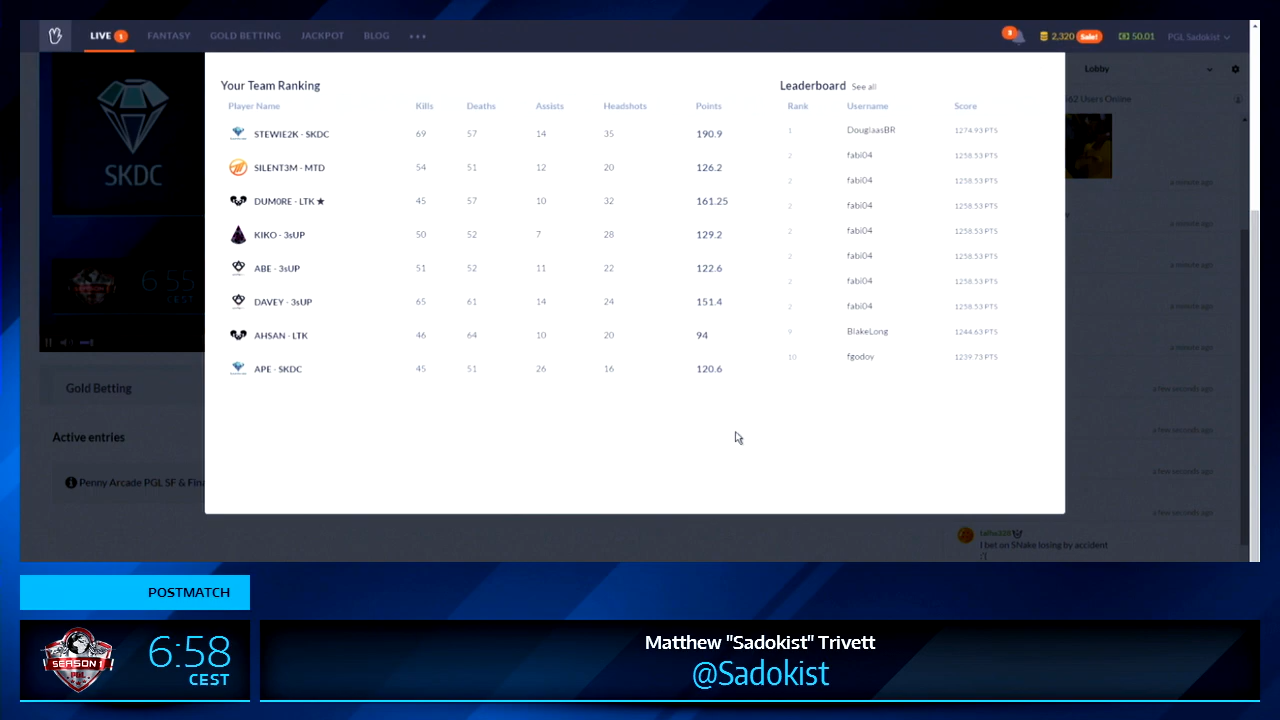 LIVE 1 FANTASY GOLD BETTING JACKPOT BLOG ••• 3 2,320 Sale! 50.01 PGL Sadokist
Your Team Ranking
Player Name Kills Deaths Assists Headshots Points
STEWIE2K - SKDC 69 57 14 35 190.9
SILENT3M - MTD 54 51 12 20 126.2
DUM0RE - LTK ★ 45 57 10 32 161.25
KIKO - 3sUP 50 52 7 28 129.2
ABE - 3sUP 51 52 11 22 122.6
DAVEY - 3sUP 65 61 14 24 151.4
AHSAN - LTK 46 64 10 20 94
APE - SKDC 45 51 26 16 120.6
Leaderboard See all
Rank Username Score
1 DouglaasBR 1274.93 PTS
2 fabi04 1258.53 PTS
2 fabi04 1258.53 PTS
2 fabi04 1258.53 PTS
2 fabi04 1258.53 PTS
2 fabi04 1258.53 PTS
2 fabi04 1258.53 PTS
2 fabi04 1258.53 PTS
9 BlakeLong 1244.63 PTS
10 fgodoy 1239.73 PTS
SKDC
6:55
CEST
Gold Betting
Active entries
Penny Arcade PGL SF & Fina
Lobby
62 Users Online
a minute ago
a minute ago
a minute ago
a minute ago
a minute ago
a few seconds ago
a few seconds ago
a few seconds ago
a few seconds ago
I bet on SNake losing by accident
:'(
POSTMATCH
SEASON 1
PGL
6:58
CEST
Matthew "Sadokist" Trivett
@Sadokist